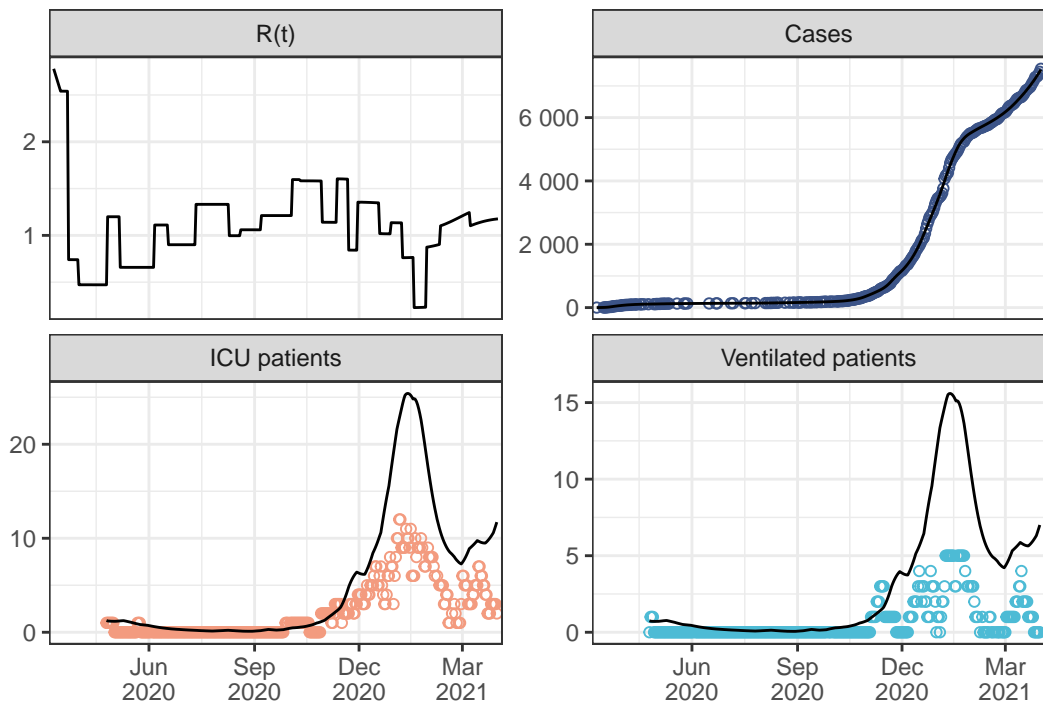 R(t)
Cases
2
1
6 000
4 000
2 000
0
ICU patients
Ventilated patients
20
10
0
15
10
5
0
Jun
2020
Sep
2020
Dec
2020
Mar
2021
Jun
2020
Sep
2020
Dec
2020
Mar
2021